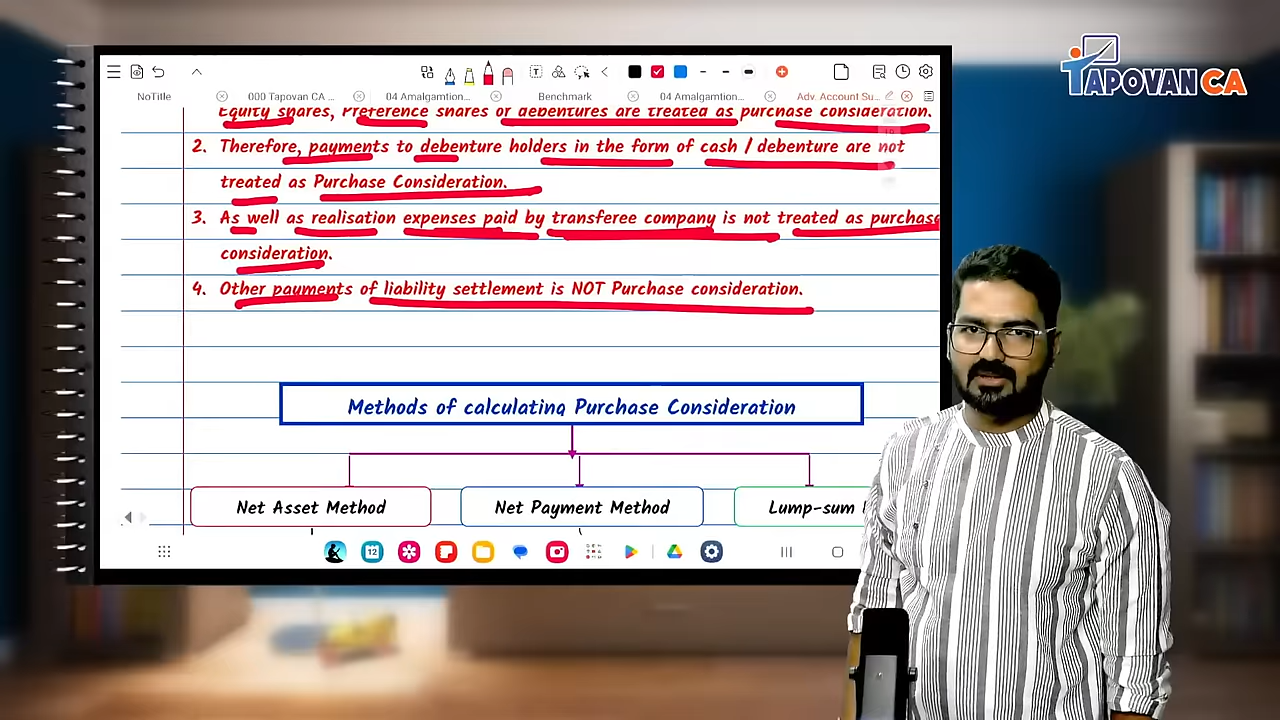 TAPOVAN CA
NoTitle
000 Tapovan CA ...
04 Amalgamtion...
Benchmark
04 Amalgamtion...
Adv. Account Su...
Equity shares, Preference shares or debentures are treated as purchase consideration.
2. Therefore, payments to debenture holders in the form of cash / debenture are not
treated as Purchase Consideration.
3. As well as realisation expenses paid by transferee company is not treated as purchase
consideration.
4. Other payments of liability settlement is NOT Purchase consideration.
Methods of calculating Purchase Consideration
Net Asset Method
Net Payment Method
Lump-sum
12